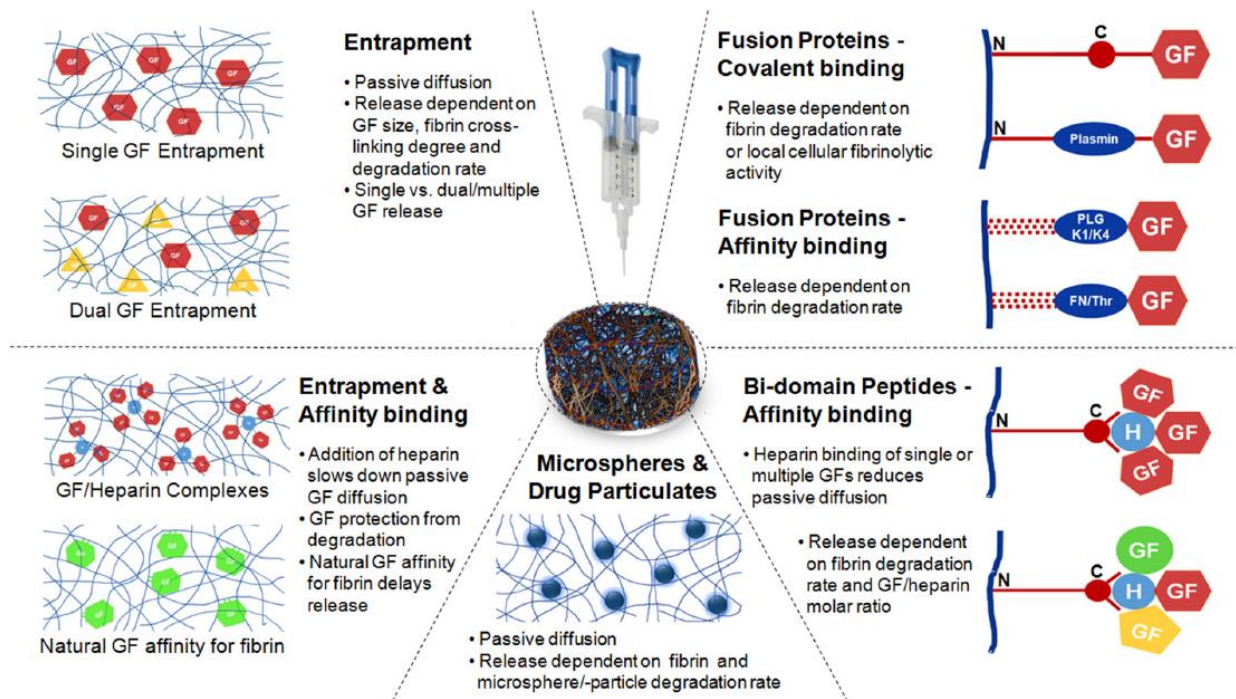 Entrapment
• Passive diffusion
• Release dependent on
GF size, fibrin cross-
linking degree and
degradation rate
• Single vs. dual/multiple
GF release
GF
GF
GF
GF
GF
Single GF Entrapment
GF
GF
GF
GF
GF
GF
GF
Dual GF Entrapment
Fusion Proteins -
Covalent binding
• Release dependent on
fibrin degradation rate
or local cellular fibrinolytic
activity
N
C
GF
N
Plasmin
GF
Fusion Proteins -
Affinity binding
• Release dependent on
fibrin degradation rate
PLG
K1/K4
GF
FN/Thr
GF
GF/Heparin Complexes
Natural GF affinity for fibrin
Entrapment &
Affinity binding
• Addition of heparin
slows down passive
GF diffusion
• GF protection from
degradation
• Natural GF affinity
for fibrin delays
release
Microspheres &
Drug Particulates
• Passive diffusion
• Release dependent on fibrin and
microsphere/-particle degradation rate
Bi-domain Peptides -
Affinity binding
• Heparin binding of single or
multiple GFs reduces
passive diffusion
• Release dependent
on fibrin degradation
rate and GF/heparin
molar ratio
N
C
H
GF
GF
GF
N
C
H
GF
GF
GF